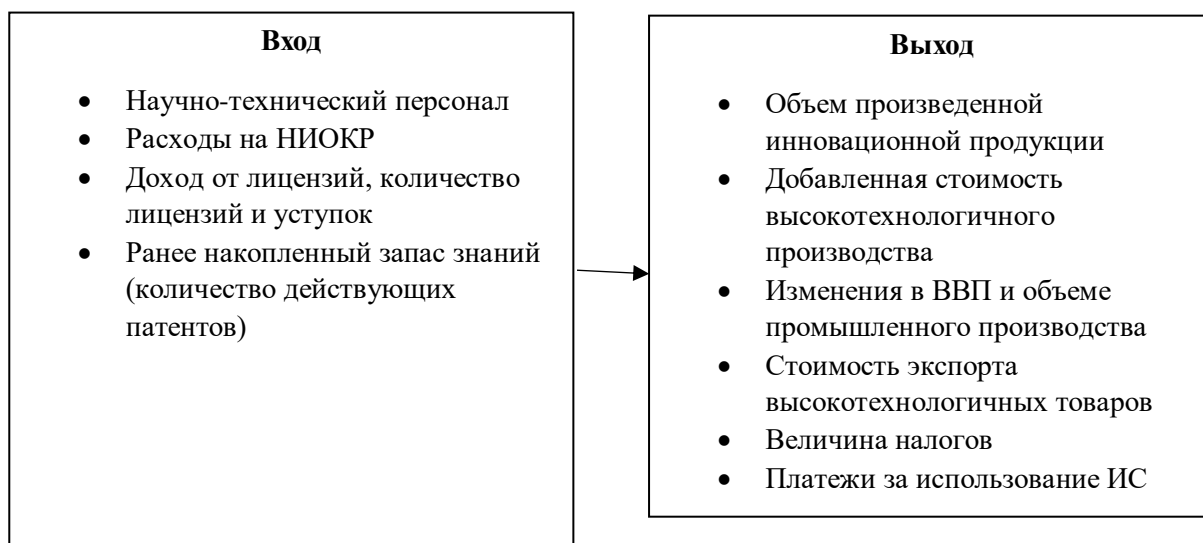 Вход
• Научно-технический персонал
• Расходы на НИОКР
• Доход от лицензий, количество
лицензий и уступок
• Ранее накопленный запас знаний
(количество действующих
патентов)
Выход
• Объем произведенной
инновационной продукции
• Добавленная стоимость
высокотехнологичного
производства
• Изменения в ВВП и объеме
промышленного производства
• Стоимость экспорта
высокотехнологичных товаров
• Величина налогов
• Платежи за использование ИС